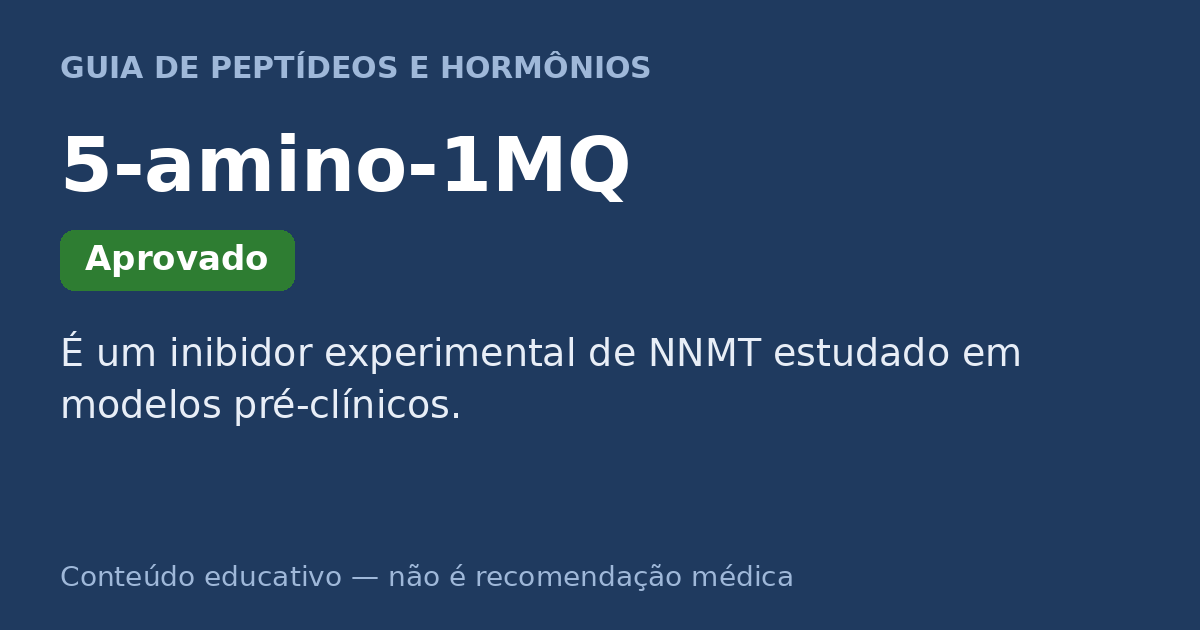 GUIA DE PEPTÍDEOS E HORMÔNIOS
5-amino-1MQ
Aprovado
É um inibidor experimental de NNMT estudado em
modelos pré-clínicos.
Conteúdo educativo — não é recomendação médica